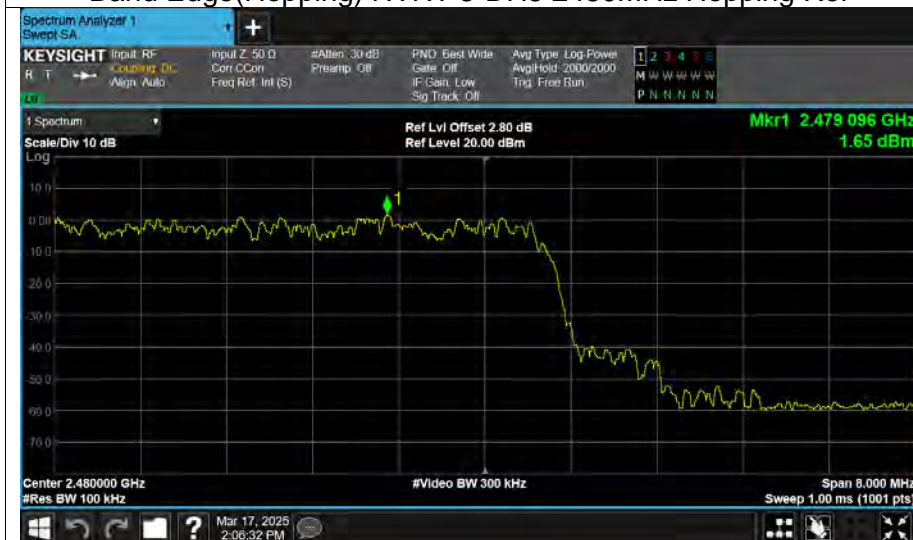 Spectrum Analyzer 1
Swept SA
+
KEYSIGHT Input: RF Input Z: 50 Ω #Atten: 30 dB PNO: Best Wide Avg Type: Log-Power 1 2 3 4 5 6
R T Coupling: DC Corr CCorr Preamp: Off Gate: Off Avg|Hold: 2000/2000 M W W W W W
Align: Auto Freq Ref: Int (S) IF Gain: Low Trig: Free Run P N N N N N
Sig Track: Off
1 Spectrum Ref Lvl Offset 2.80 dB Mkr1 2.479 096 GHz
Scale/Div 10 dB Ref Level 20.00 dBm 1.65 dBm
Log
10.0
1
0.00
-10.0
-20.0
-30.0
-40.0
-50.0
-60.0
-70.0
Center 2.480000 GHz #Video BW 300 kHz Span 8.000 MHz
#Res BW 100 kHz Sweep 1.00 ms (1001 pts)
? Mar 17, 2025
2:06:32 PM